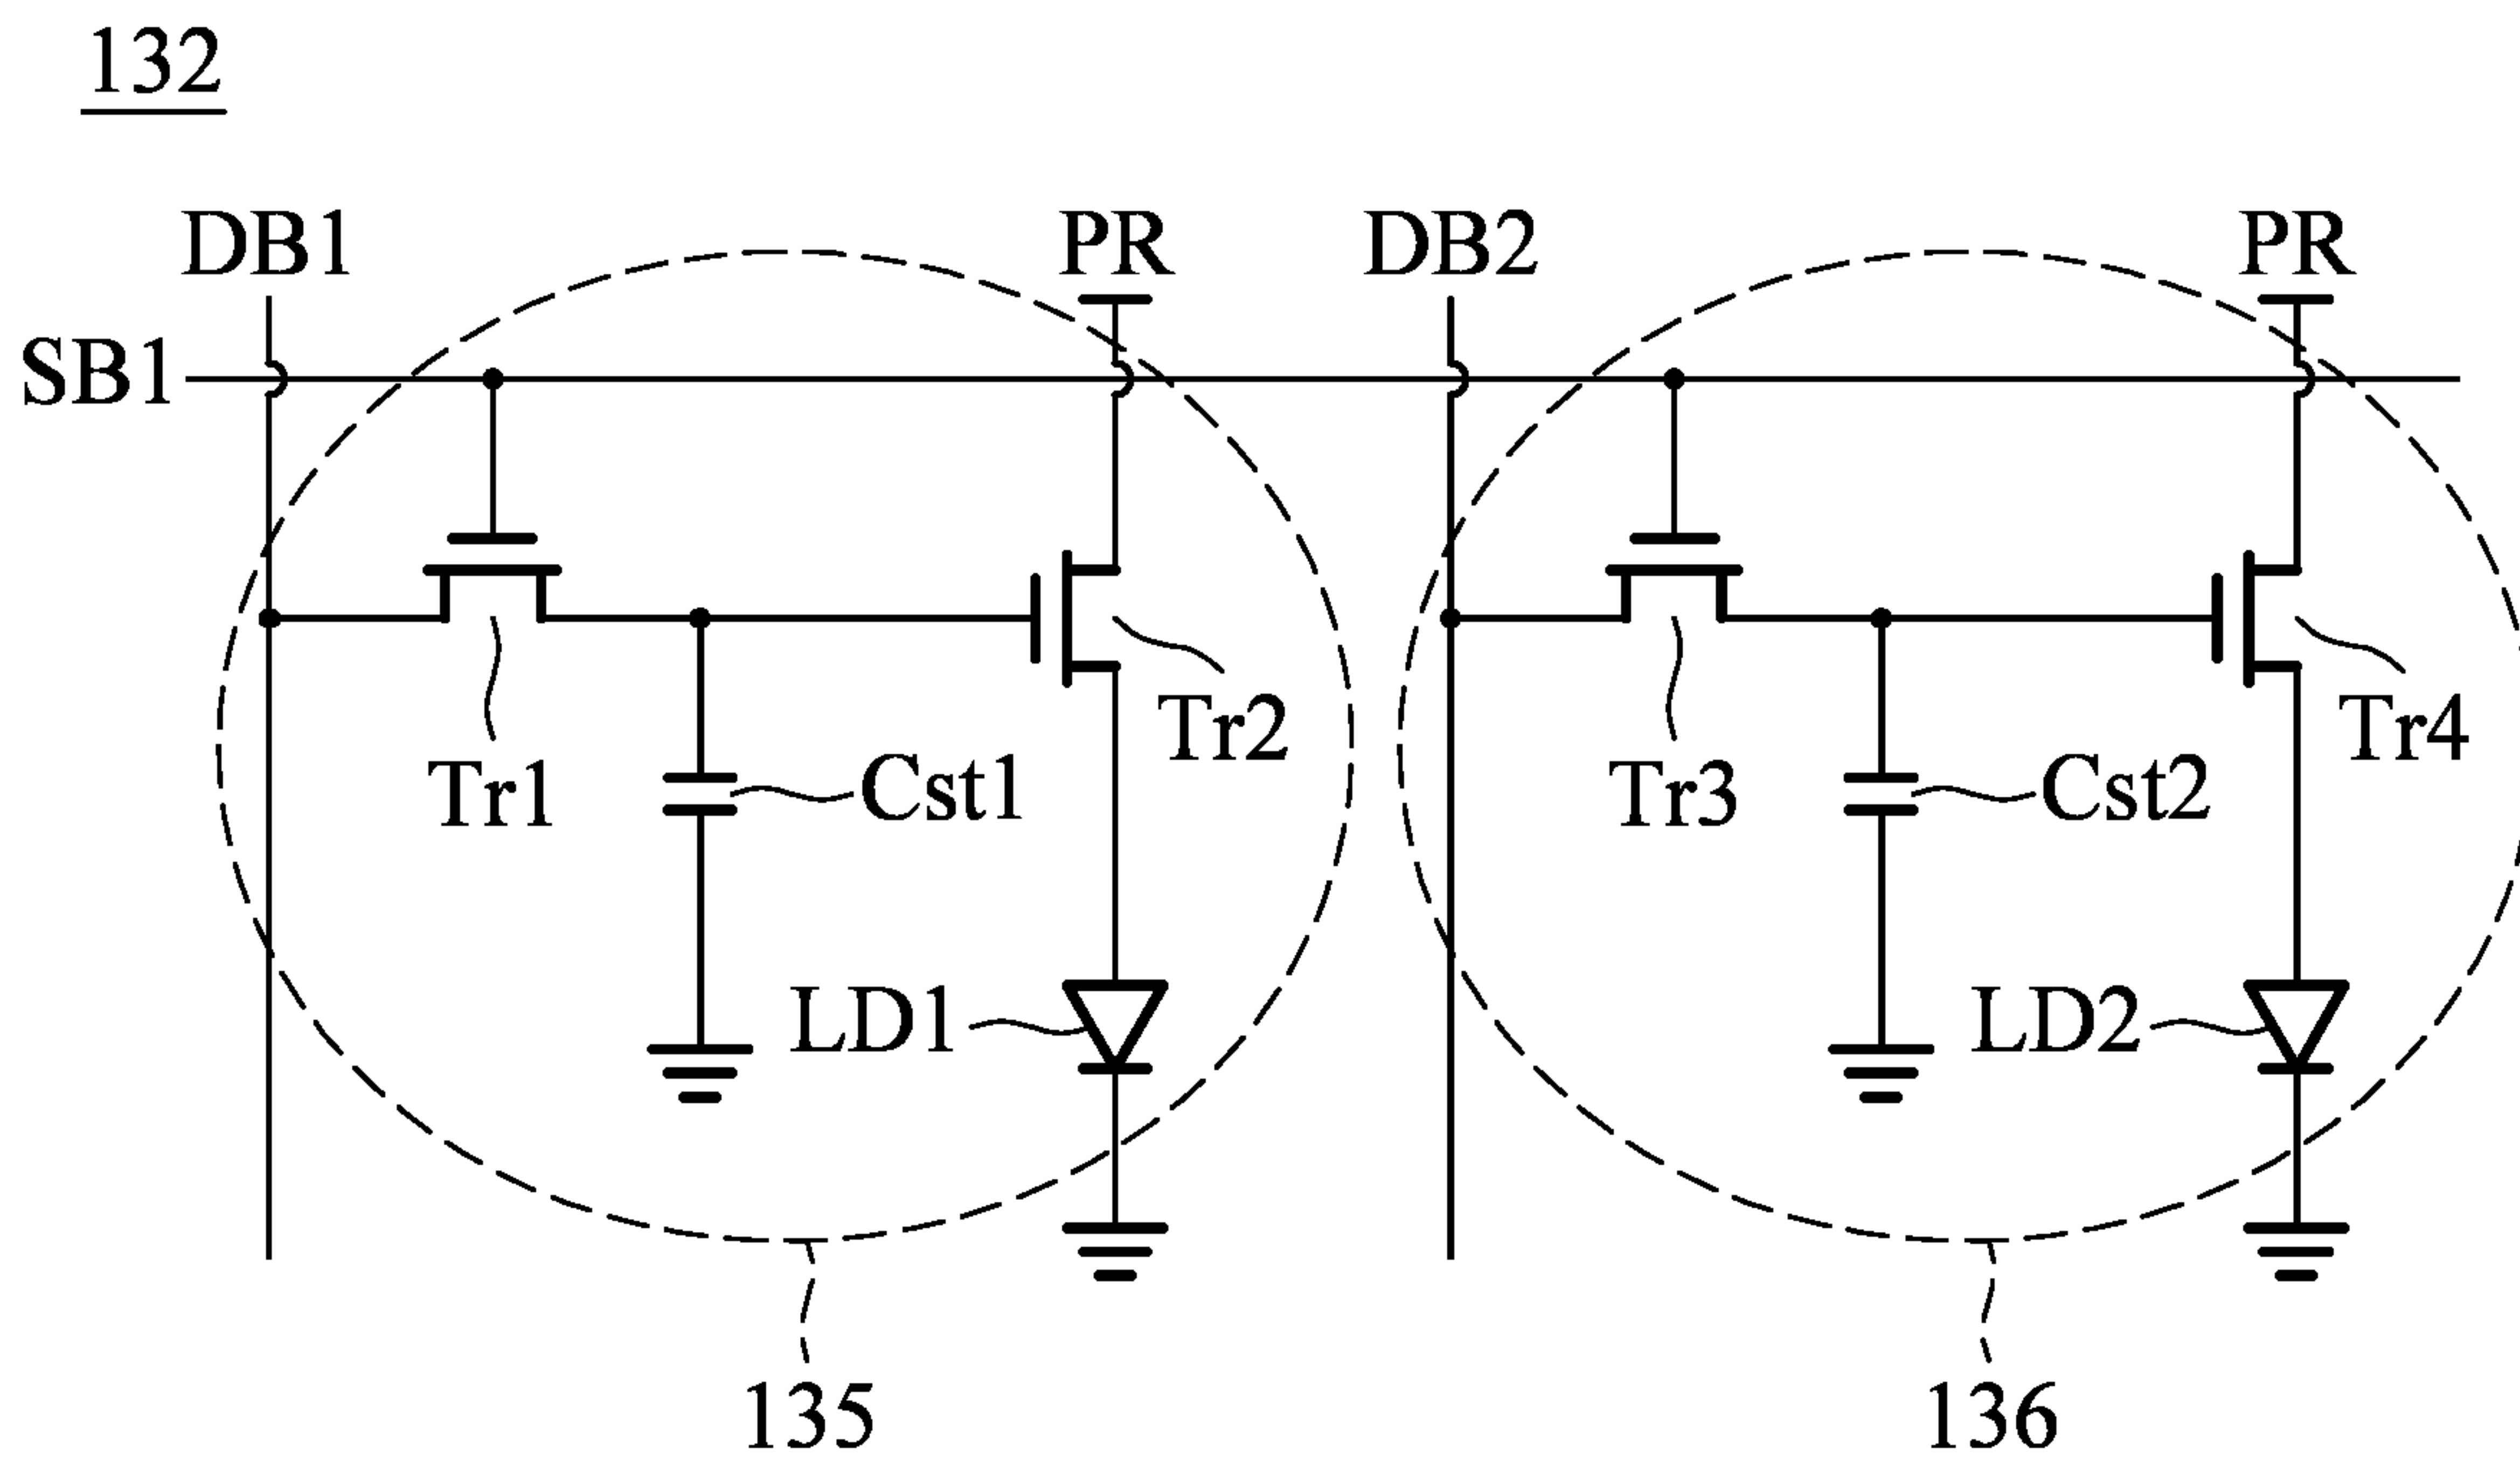 132
DB1 PR DB2 PR
SB1
Tr2 Tr4
Tr1 Cst1 Tr3 Cst2
LD1 LD2
135 136